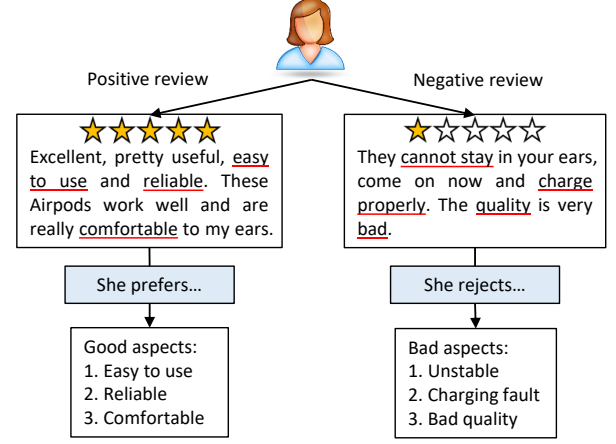 Positive review
Negative review
Excellent, pretty useful, easy
to use and reliable. These
Airpods work well and are
really comfortable to my ears.
They cannot stay in your ears,
come on now and charge
properly. The quality is very
bad.
She prefers...
She rejects...
Good aspects:
1. Easy to use
2. Reliable
3. Comfortable
Bad aspects:
1. Unstable
2. Charging fault
3. Bad quality